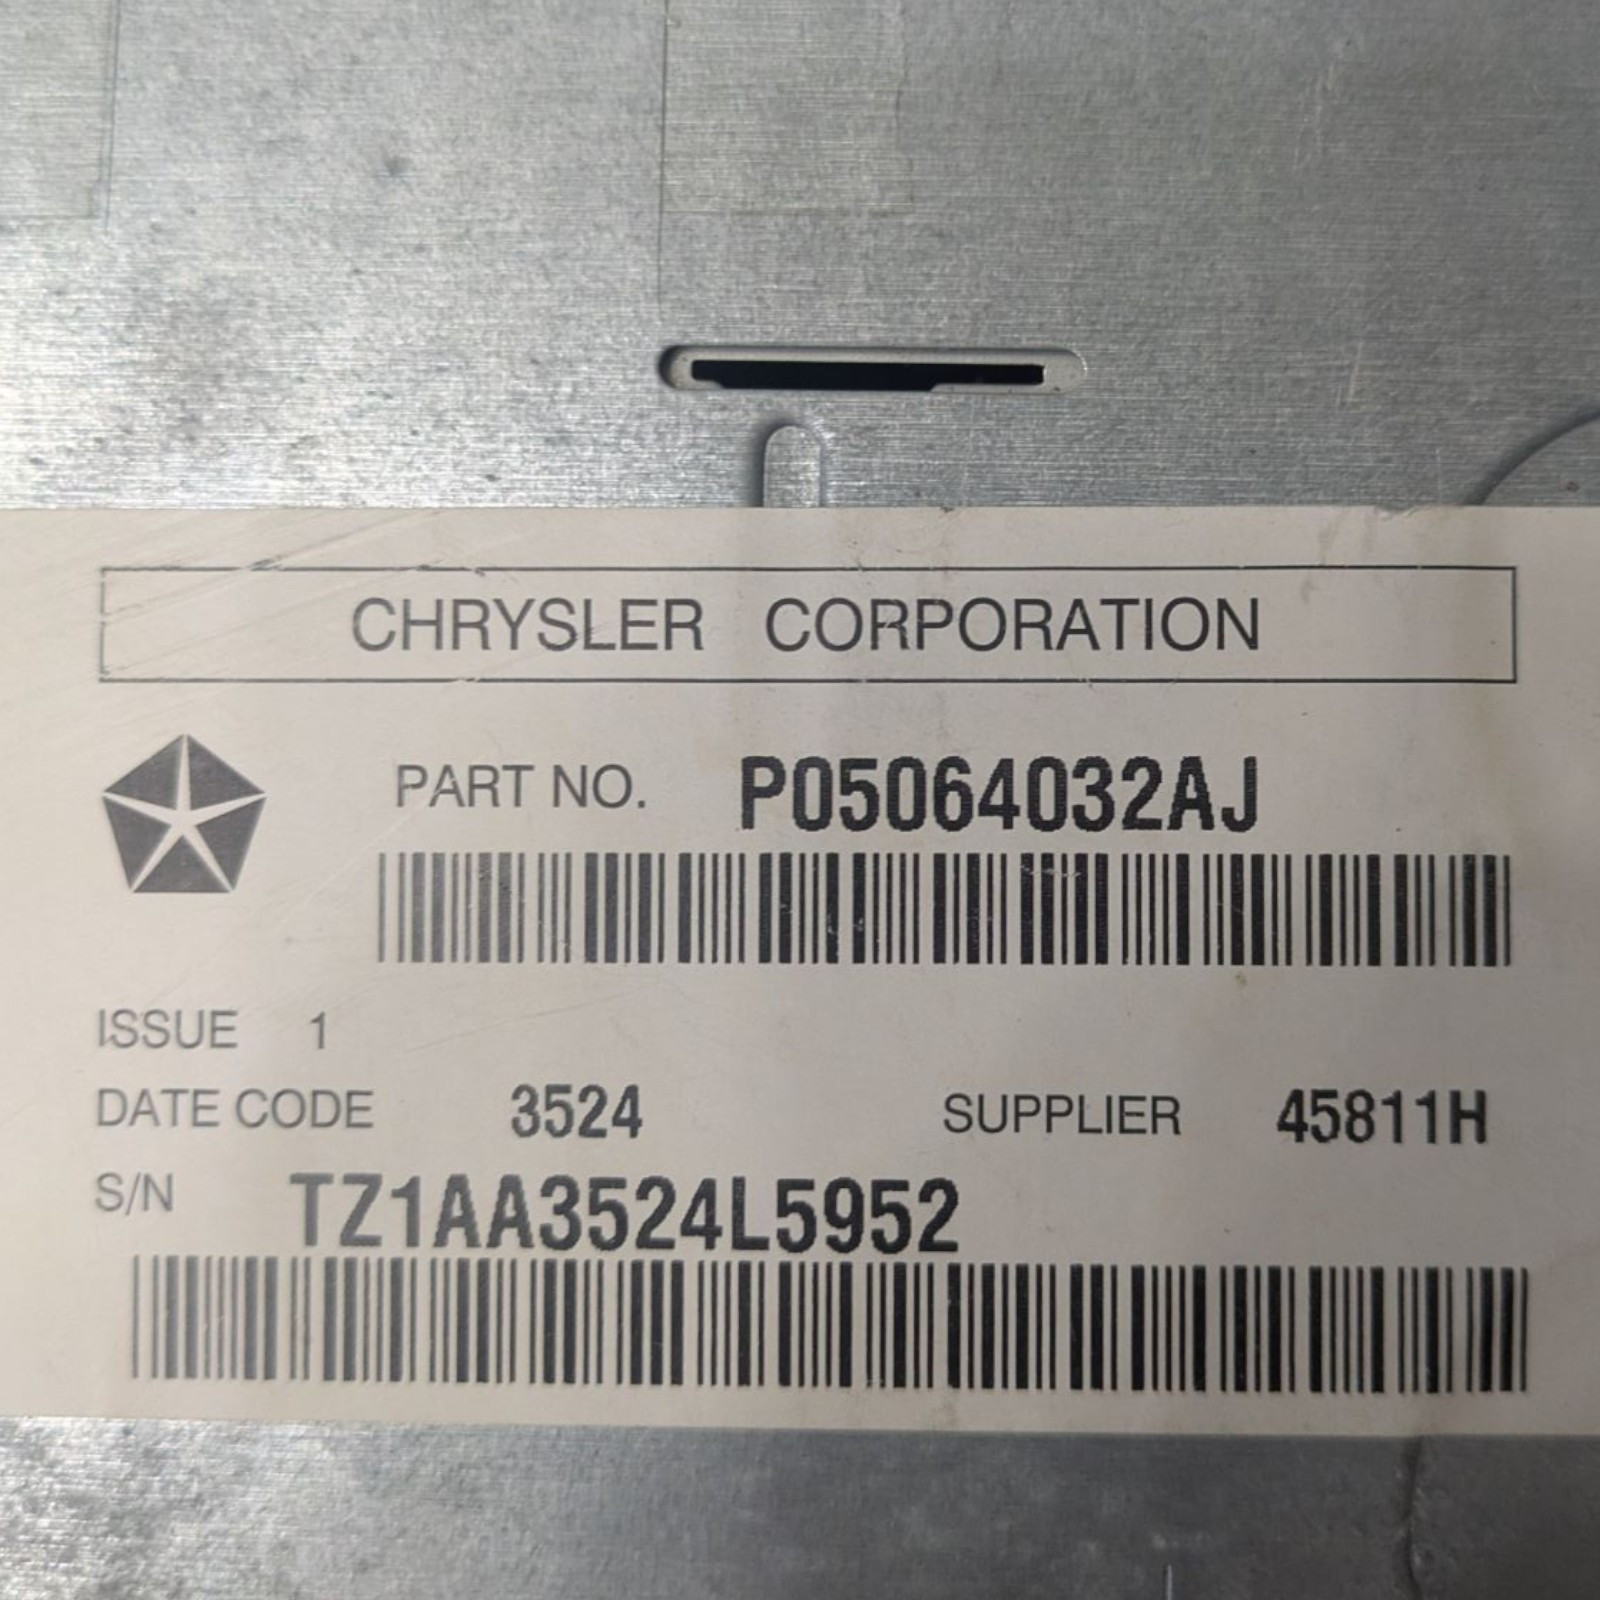 CHRYSLER CORPORATION
PART NO. P05064032AJ
ISSUE 1
DATE CODE 3524 SUPPLIER 45811H
S/N TZ1AA3524L5952